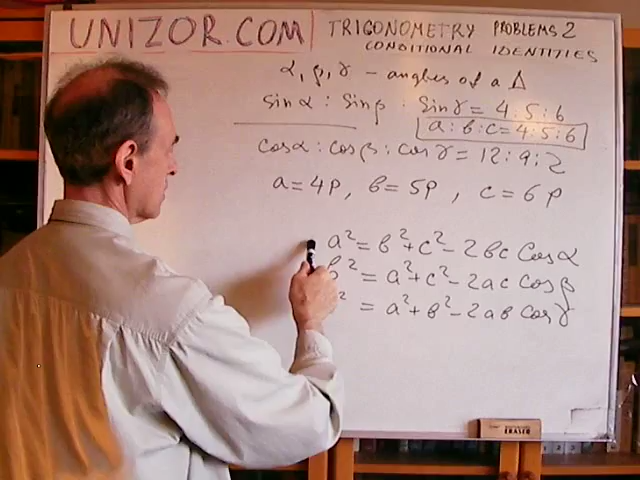 UNIZOR.COM
TRIGONOMETRY PROBLEMS 2
CONDITIONAL IDENTITIES
α, β, γ – angles of a Δ
sin α : sin β : sin γ = 4 : 5 : 6
a : b : c = 4 : 5 : 6
cos α : cos β : cos γ = 12 : 9 : 2
a = 4p, b = 5p, c = 6p
a² = b² + c² - 2bc cos α
b² = a² + c² - 2ac cos β
² = a² + b² - 2ab cos γ
ERASER